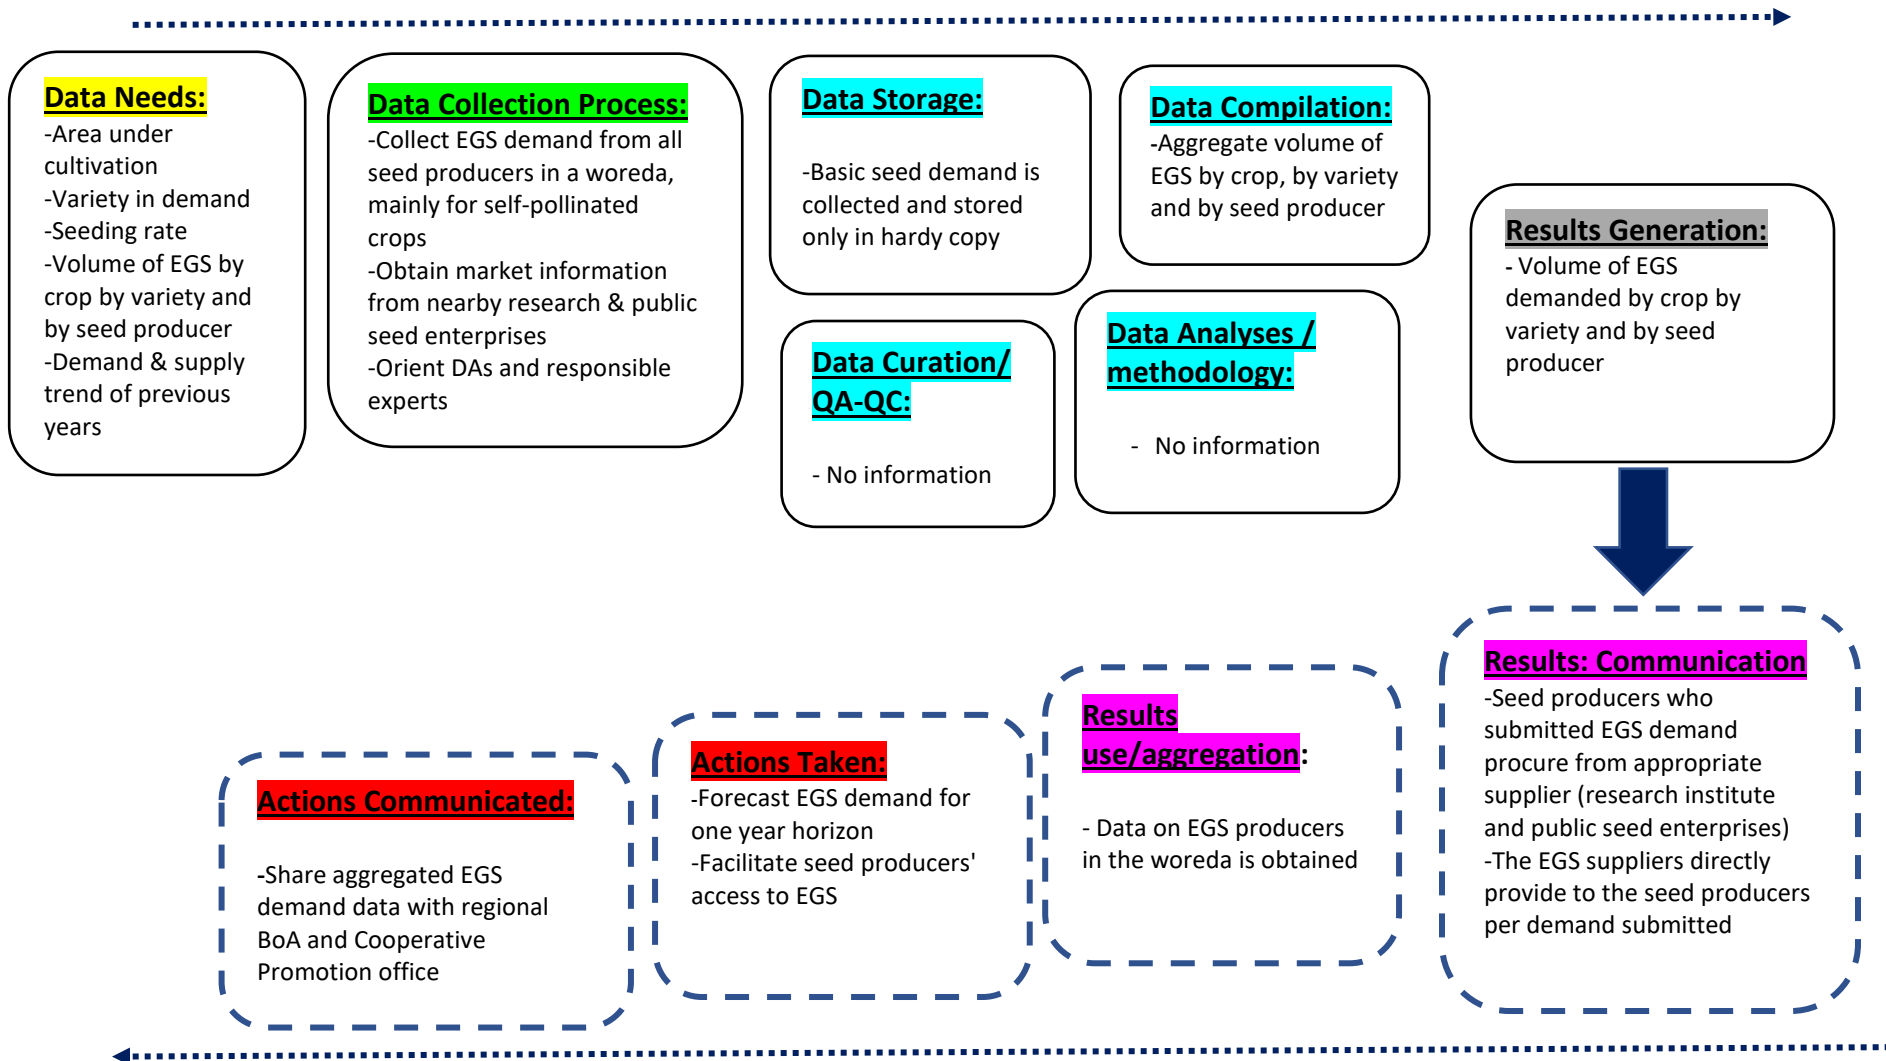 Data Needs:
-Area under
cultivation
-Variety in demand
-Seeding rate
-Volume of EGS by
crop by variety and
by seed producer
-Demand & supply
trend of previous
years
Data Collection Process:
-Collect EGS demand from all
seed producers in a woreda,
mainly for self-pollinated
crops
-Obtain market information
from nearby research & public
seed enterprises
-Orient DAs and responsible
experts
Data Storage:
-Basic seed demand is
collected and stored
only in hardy copy
Data Compilation:
-Aggregate volume of
EGS by crop, by variety
and by seed producer
Data Curation/
QA-QC:
- No information
Data Analyses /
methodology:
- No information
Results Generation:
- Volume of EGS
demanded by crop by
variety and by seed
producer
Results: Communication
-Seed producers who
submitted EGS demand
procure from appropriate
supplier (research institute
and public seed enterprises)
-The EGS suppliers directly
provide to the seed producers
per demand submitted
Results
use/aggregation:
- Data on EGS producers
in the woreda is obtained
Actions Taken:
-Forecast EGS demand for
one year horizon
-Facilitate seed producers'
access to EGS
Actions Communicated:
-Share aggregated EGS
demand data with regional
BoA and Cooperative
Promotion office